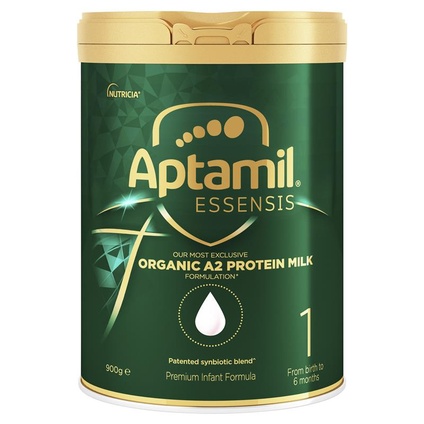 NUTRICIA
Aptamil®
ESSENSIS
OUR MOST EXCLUSIVE
ORGANIC A2 PROTEIN MILK
FORMULATION*
Patented synbiotic blend^
900g e
Premium Infant Formula
1
From birth to
6 months